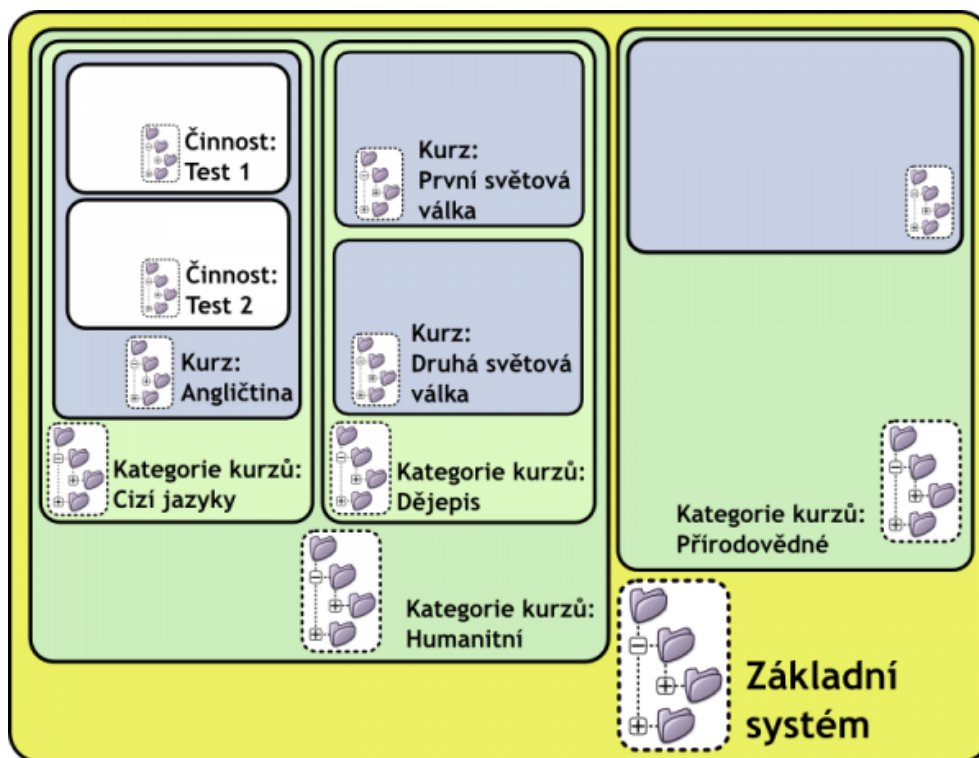 Činnost:
Test 1
Činnost:
Test 2
Kurz:
Angličtina
Kategorie kurzů:
Cizí jazyky
Kurz:
První světová
válka
Kurz:
Druhá světová
válka
Kategorie kurzů:
Dějepis
Kategorie kurzů:
Humanitní
Kategorie kurzů:
Přírodovědné
Základní
systém